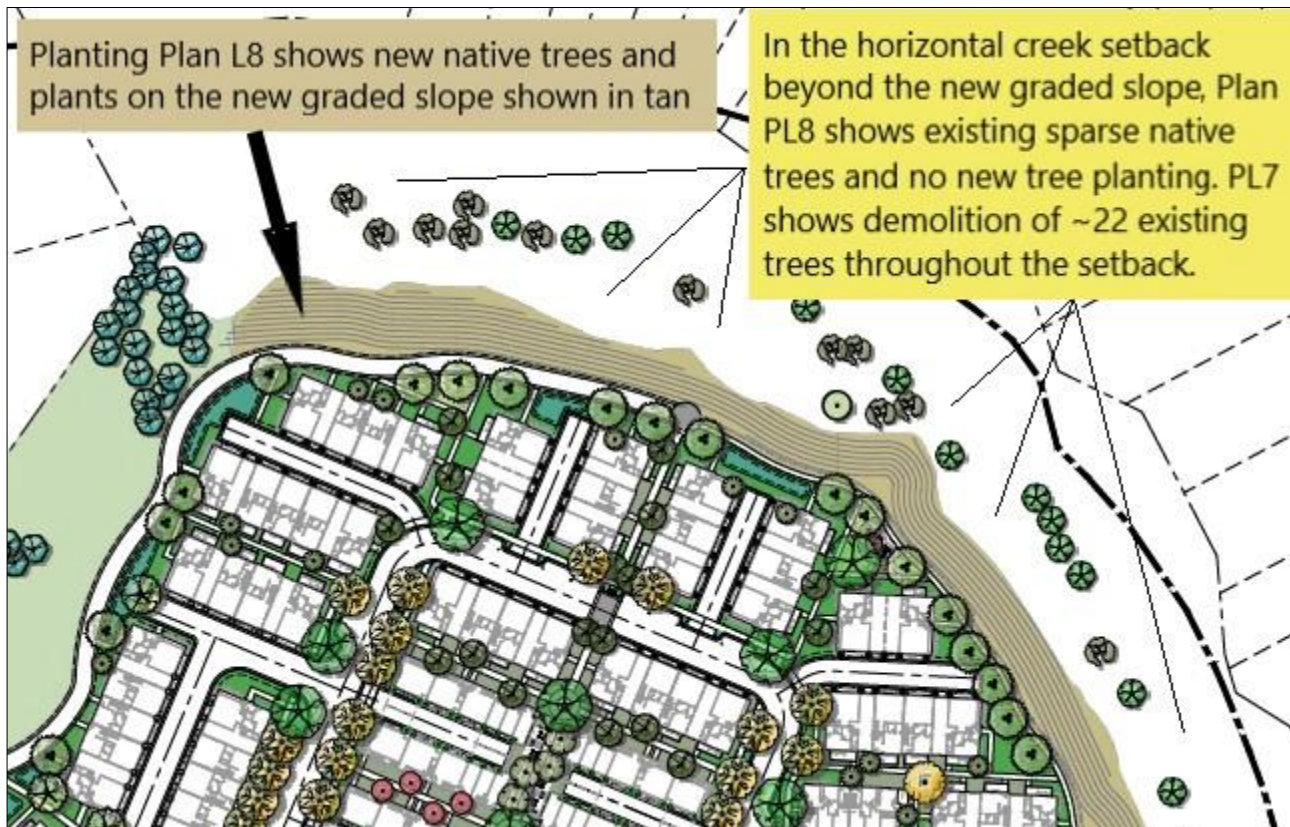 Planting Plan L8 shows new native trees and
plants on the new graded slope shown in tan
In the horizontal creek setback
beyond the new graded slope, Plan
PL8 shows existing sparse native
trees and no new tree planting. PL7
shows demolition of ~22 existing
trees throughout the setback.